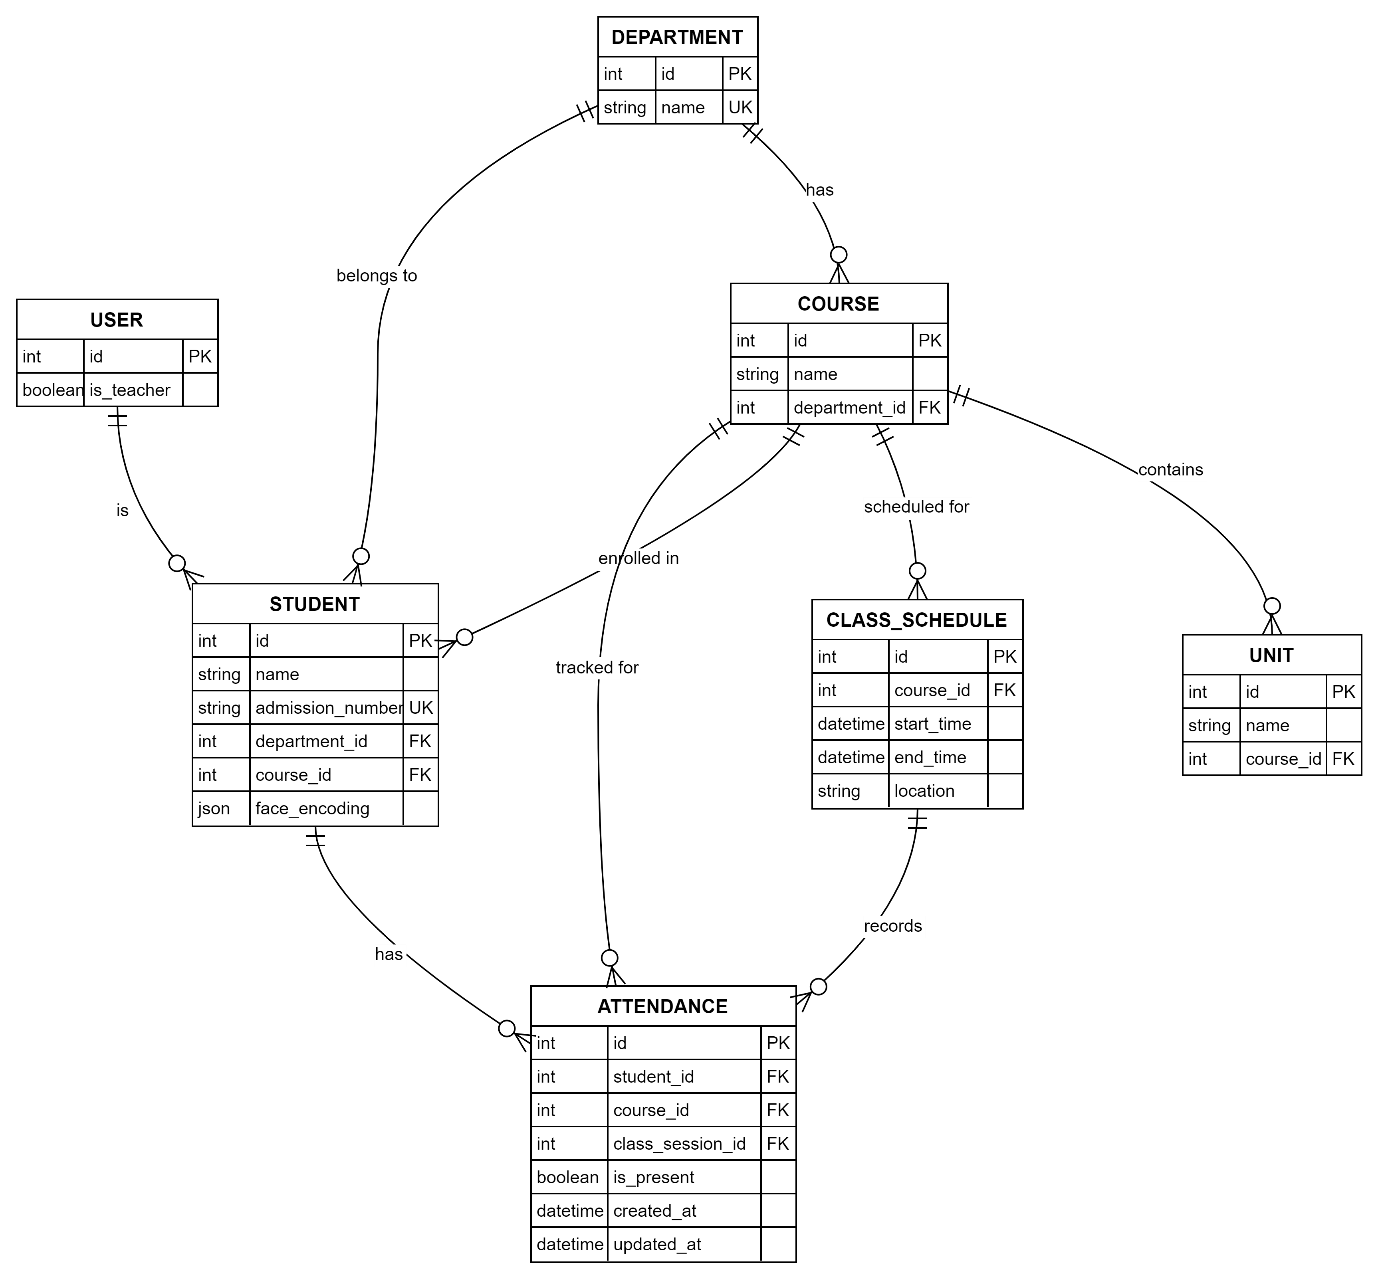 DEPARTMENT
int id PK
string name UK
has
belongs to
USER
int id PK
boolean is_teacher
COURSE
int id PK
string name
int department_id FK
contains
scheduled for
is
enrolled in
STUDENT
int id PK
string name
string admission_number UK
int department_id FK
int course_id FK
json face_encoding
tracked for
CLASS_SCHEDULE
int id PK
int course_id FK
datetime start_time
datetime end_time
string location
UNIT
int id PK
string name
int course_id FK
records
has
ATTENDANCE
int id PK
int student_id FK
int course_id FK
int class_session_id FK
boolean is_present
datetime created_at
datetime updated_at